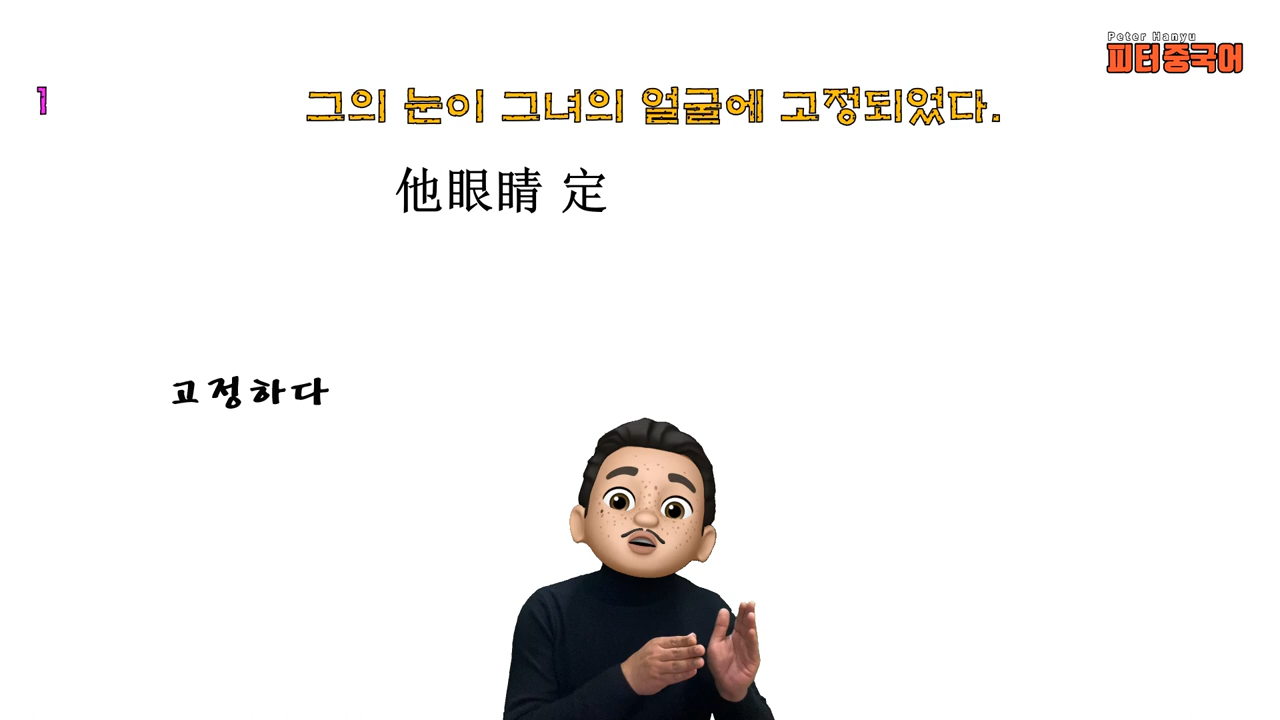 Peter Hanyu
피터 중국어
1
그의 눈이 그녀의 얼굴에 고정되었다.
他眼睛 定
고정하다